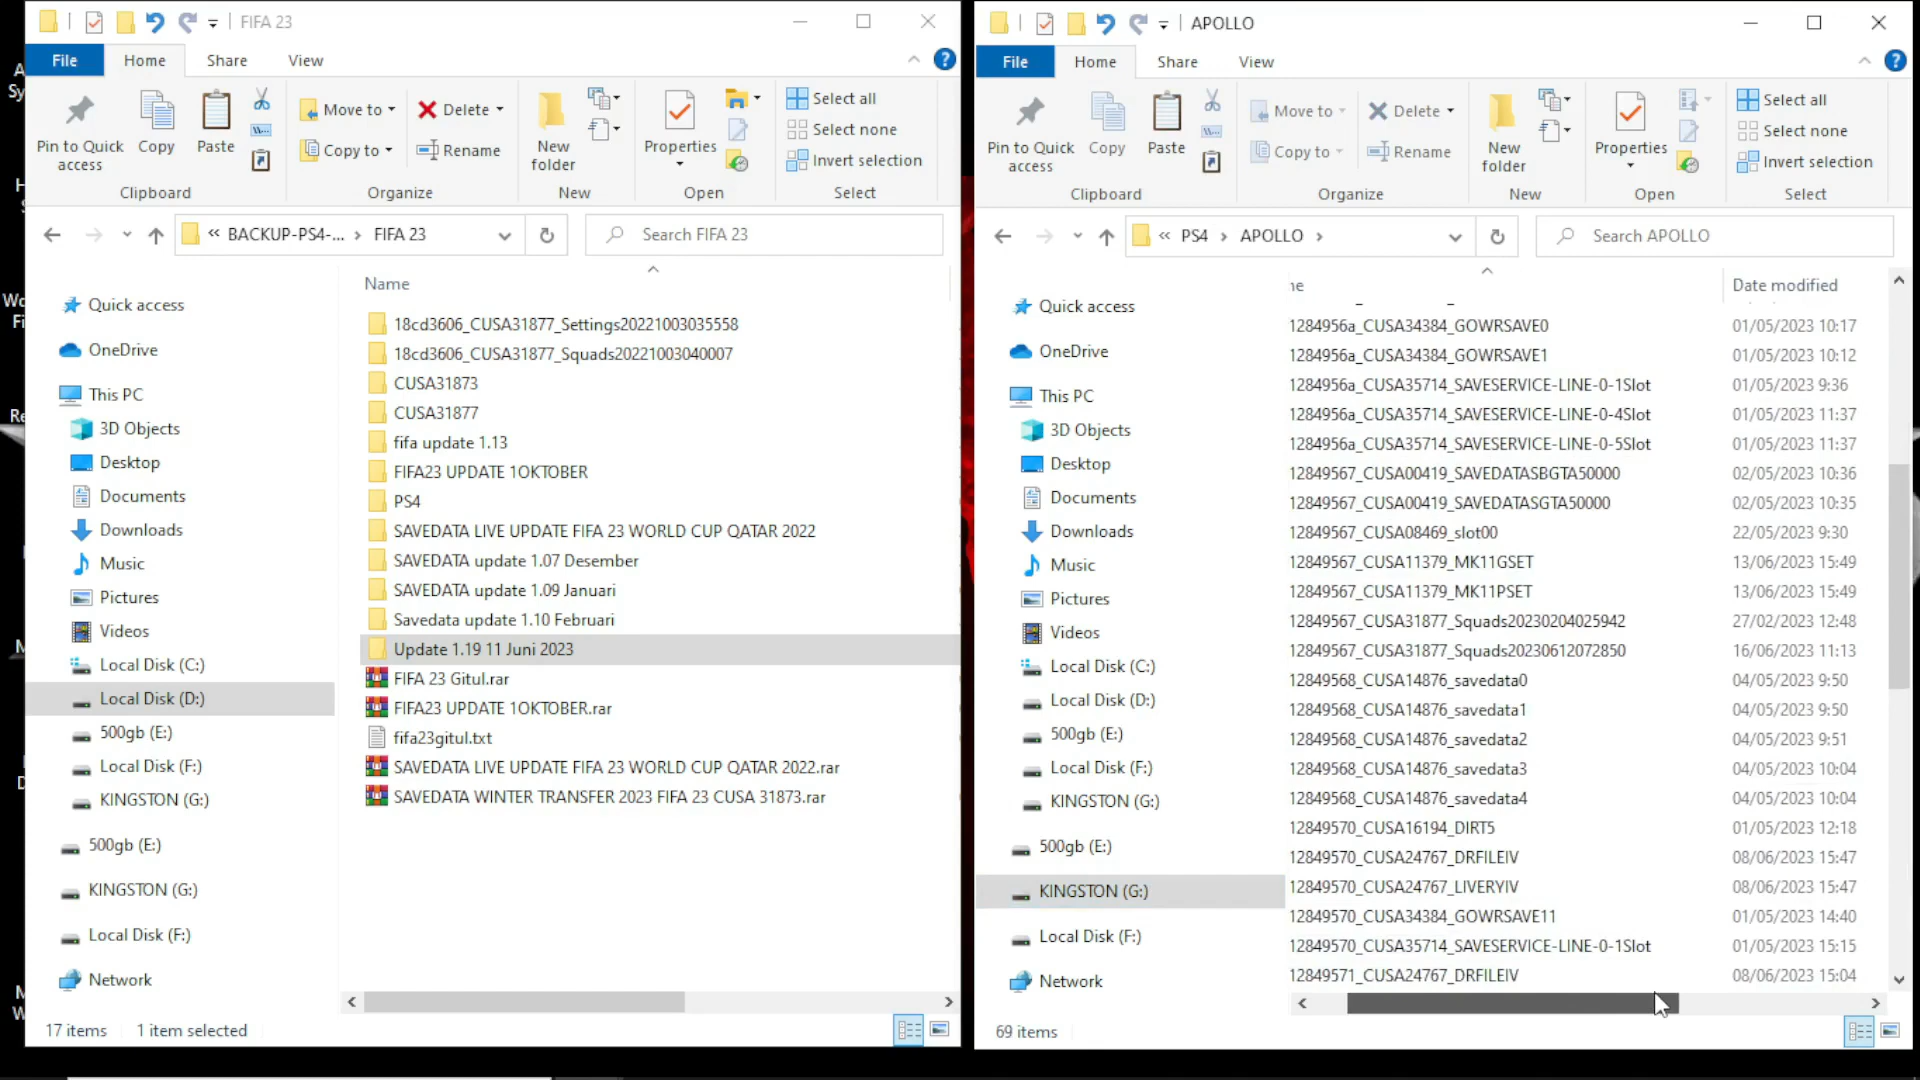 FIFA 23
File
Home
Share
View
Pin to Quick access
Copy
Paste
Move to
Copy to
Delete
Rename
New folder
Properties
Select all
Select none
Invert selection
Clipboard
Organize
New
Open
Select
« BACKUP-PS4-... › FIFA 23
Search FIFA 23
Quick access
OneDrive
This PC
3D Objects
Desktop
Documents
Downloads
Music
Pictures
Videos
Local Disk (C:)
Local Disk (D:)
500gb (E:)
Local Disk (F:)
KINGSTON (G:)
500gb (E:)
KINGSTON (G:)
Local Disk (F:)
Network
Name
18cd3606_CUSA31877_Settings20221003035558
18cd3606_CUSA31877_Squads20221003040007
CUSA31873
CUSA31877
fifa update 1.13
FIFA23 UPDATE 1OKTOBER
PS4
SAVEDATA LIVE UPDATE FIFA 23 WORLD CUP QATAR 2022
SAVEDATA update 1.07 Desember
SAVEDATA update 1.09 Januari
Savedata update 1.10 Februari
Update 1.19 11 Juni 2023
FIFA 23 Gitul.rar
FIFA23 UPDATE 1OKTOBER.rar
fifa23gitul.txt
SAVEDATA LIVE UPDATE FIFA 23 WORLD CUP QATAR 2022.rar
SAVEDATA WINTER TRANSFER 2023 FIFA 23 CUSA 31873.rar
17 items
1 item selected
APOLLO
File
Home
Share
View
Pin to Quick access
Copy
Paste
Move to
Copy to
Delete
Rename
New folder
Properties
Select all
Select none
Invert selection
Clipboard
Organize
New
Open
Select
« PS4 › APOLLO ›
Search APOLLO
Quick access
OneDrive
This PC
3D Objects
Desktop
Documents
Downloads
Music
Pictures
Videos
Local Disk (C:)
Local Disk (D:)
500gb (E:)
Local Disk (F:)
KINGSTON (G:)
500gb (E:)
KINGSTON (G:)
Local Disk (F:)
Network
Date modified
1284956a_CUSA34384_GOWRSAVE0 01/05/2023 10:17
1284956a_CUSA34384_GOWRSAVE1 01/05/2023 10:12
1284956a_CUSA35714_SAVESERVICE-LINE-0-1Slot 01/05/2023 9:36
1284956a_CUSA35714_SAVESERVICE-LINE-0-4Slot 01/05/2023 11:37
1284956a_CUSA35714_SAVESERVICE-LINE-0-5Slot 01/05/2023 11:37
12849567_CUSA00419_SAVEDATASBGTA50000 02/05/2023 10:36
12849567_CUSA00419_SAVEDATASGTA50000 02/05/2023 10:35
12849567_CUSA08469_slot00 22/05/2023 9:30
12849567_CUSA11379_MK11GSET 13/06/2023 15:49
12849567_CUSA11379_MK11PSET 13/06/2023 15:49
12849567_CUSA31877_Squads20230204025942 27/02/2023 12:48
12849567_CUSA31877_Squads20230612072850 16/06/2023 11:13
12849568_CUSA14876_savedata0 04/05/2023 9:50
12849568_CUSA14876_savedata1 04/05/2023 9:50
12849568_CUSA14876_savedata2 04/05/2023 9:51
12849568_CUSA14876_savedata3 04/05/2023 10:04
12849568_CUSA14876_savedata4 04/05/2023 10:04
12849570_CUSA16194_DIRT5 01/05/2023 12:18
12849570_CUSA24767_DRFILEIV 08/06/2023 15:47
12849570_CUSA24767_LIVERYIV 08/06/2023 15:47
12849570_CUSA34384_GOWRSAVE11 01/05/2023 14:40
12849570_CUSA35714_SAVESERVICE-LINE-0-1Slot 01/05/2023 15:15
12849571_CUSA24767_DRFILEIV 08/06/2023 15:04
69 items